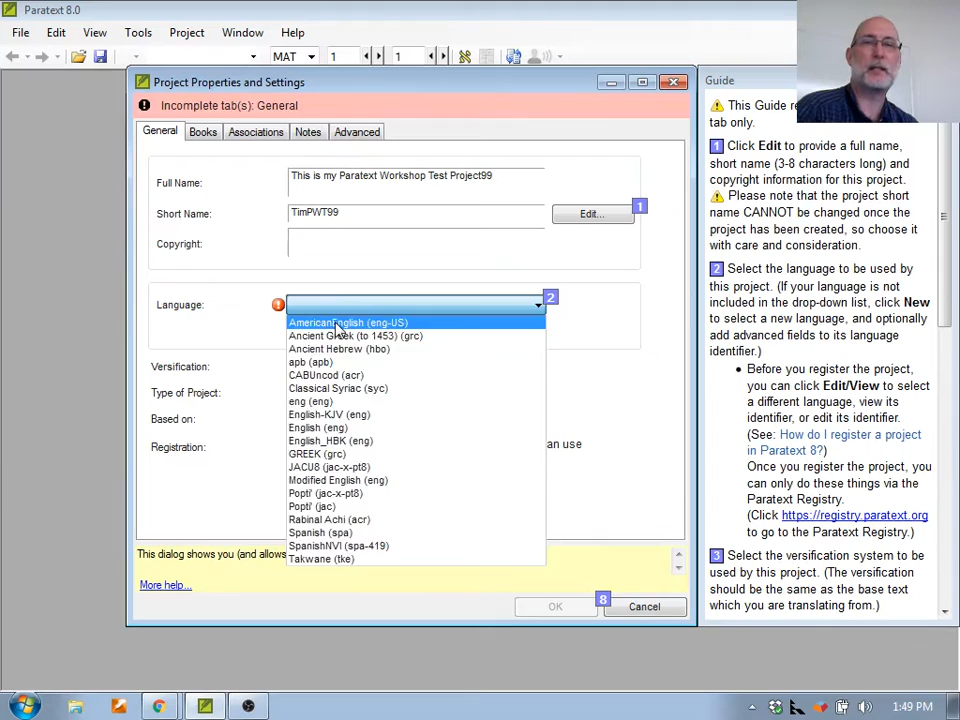 Paratext 8.0
File Edit View Tools Project Window Help
MAT 1 1
Project Properties and Settings
Incomplete tab(s): General
General Books Associations Notes Advanced
Full Name: This is my Paratext Workshop Test Project99
Short Name: TimPWT99
Edit... 1
Copyright:
Language: 2
AmericanEnglish (eng-US)
Ancient Greek (to 1453) (grc)
Ancient Hebrew (hbo)
apb (apb)
CABUncod (acr)
Classical Syriac (syc)
eng (eng)
English-KJV (eng)
English (eng)
English_HBK (eng)
GREEK (grc)
JACU8 (jac-x-pt8)
Modified English (eng)
Popti' (jac-x-pt8)
Popti' (jac)
Rabinal Achi (acr)
Spanish (spa)
SpanishNVI (spa-419)
Takwane (tke)
Versification:
Type of Project:
Based on:
Registration:
an use
This dialog shows you (and allows
More help...
OK 8 Cancel
Guide
This Guide re
tab only.
1 Click Edit to provide a full name,
short name (3-8 characters long) and
copyright information for this project.
Please note that the project short
name CANNOT be changed once the
project has been created, so choose it
with care and consideration.
2 Select the language to be used by
this project. (If your language is not
included in the drop-down list, click New
to select a new language, and optionally
add advanced fields to its language
identifier.)
• Before you register the project,
you can click Edit/View to select
a different language, view its
identifier, or edit its identifier.
(See: How do I register a project
in Paratext 8?)
Once you register the project, you
can only do these things via the
Paratext Registry.
(Click https://registry.paratext.org
to go to the Paratext Registry.)
3 Select the versification system to be
used by this project. (The versification
should be the same as the base text
which you are translating from.)
1:49 PM